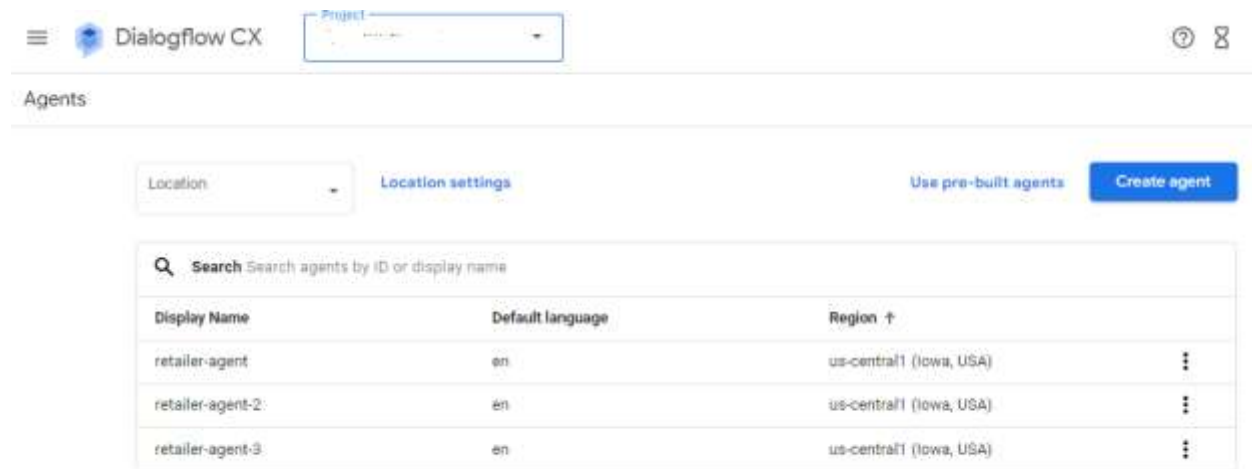 Project
Dialogflow CX
Agents
Location
Location settings
Use pre-built agents
Create agent
Search Search agents by ID or display name
Display Name Default language Region ↑
retailer-agent en us-central1 (Iowa, USA)
retailer-agent-2 en us-central1 (Iowa, USA)
retailer-agent-3 en us-central1 (Iowa, USA)